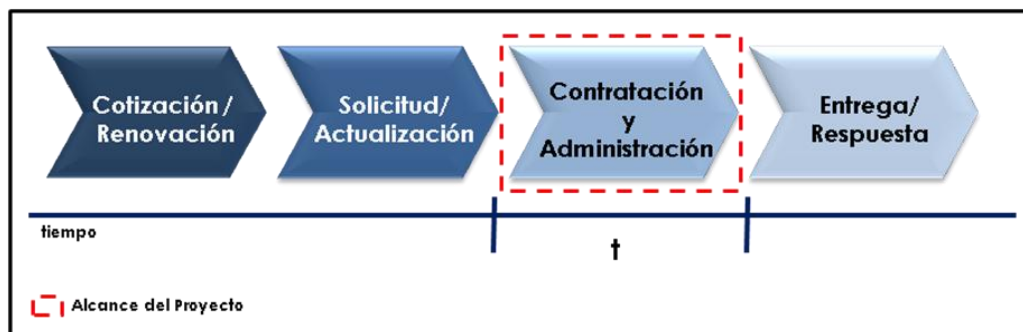 Cotización /
Renovación
Solicitud/
Actualización
Contratación
y
Administración
Entrega/
Respuesta
tiempo
t
Alcance del Proyecto